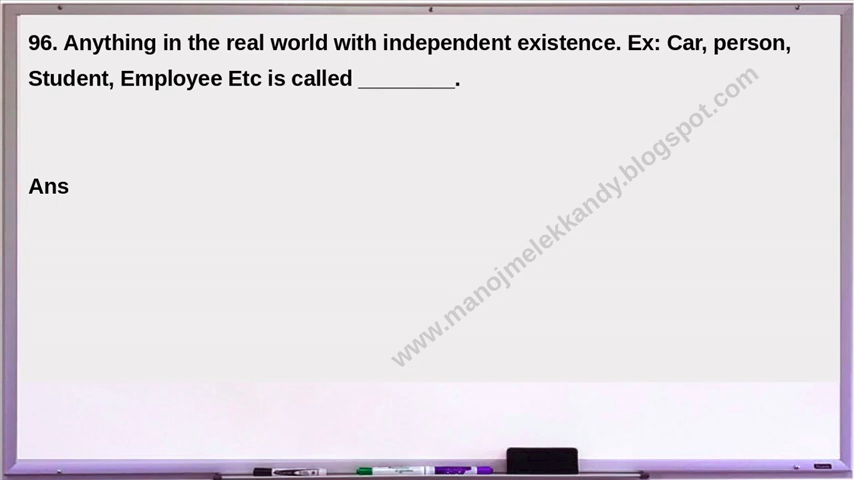 96. Anything in the real world with independent existence. Ex: Car, person,
Student, Employee Etc is called ________.
Ans
www.manojmelekkandy.blogspot.com